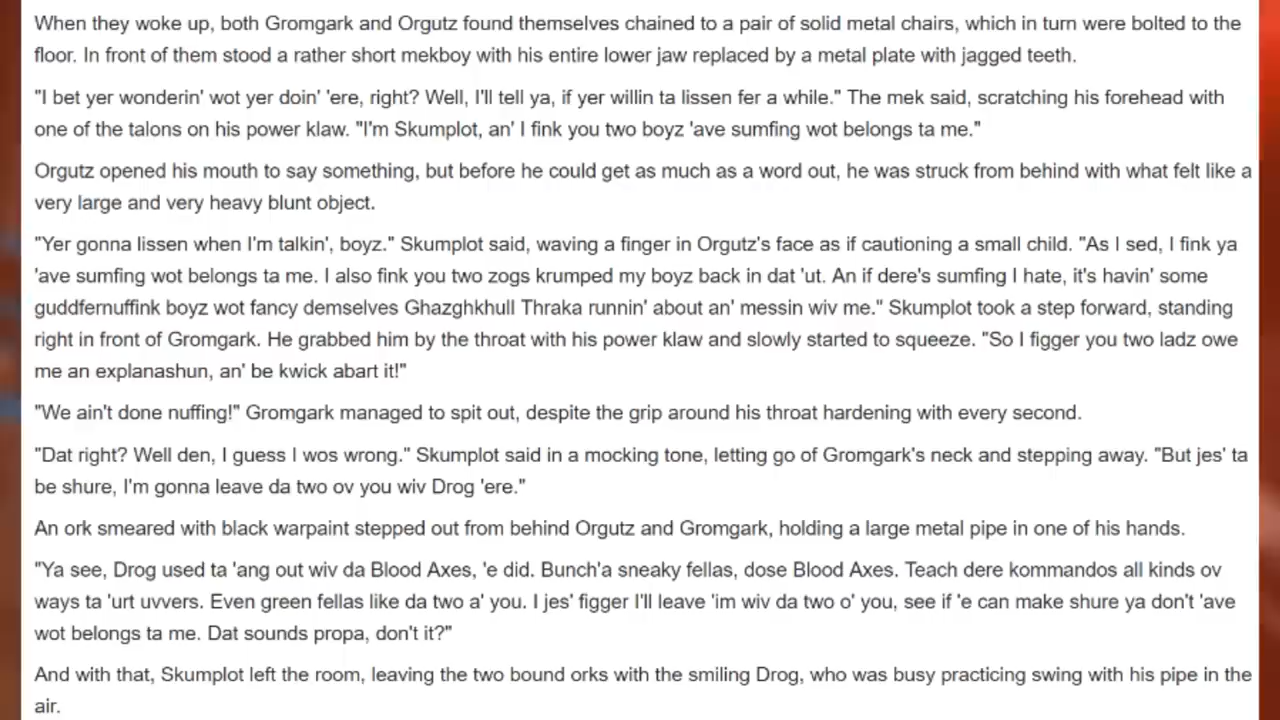 When they woke up, both Gromgark and Orgutz found themselves chained to a pair of solid metal chairs, which in turn were bolted to the
floor. In front of them stood a rather short mekboy with his entire lower jaw replaced by a metal plate with jagged teeth.
"I bet yer wonderin' wot yer doin' 'ere, right? Well, I'll tell ya, if yer willin ta lissen fer a while." The mek said, scratching his forehead with
one of the talons on his power klaw. "I'm Skumplot, an' I fink you two boyz 'ave sumfing wot belongs ta me."
Orgutz opened his mouth to say something, but before he could get as much as a word out, he was struck from behind with what felt like a
very large and very heavy blunt object.
"Yer gonna lissen when I'm talkin', boyz." Skumplot said, waving a finger in Orgutz's face as if cautioning a small child. "As I sed, I fink ya
'ave sumfing wot belongs ta me. I also fink you two zogs krumped my boyz back in dat 'ut. An if dere's sumfing I hate, it's havin' some
guddfernuffink boyz wot fancy demselves Ghazghkhull Thraka runnin' about an' messin wiv me." Skumplot took a step forward, standing
right in front of Gromgark. He grabbed him by the throat with his power klaw and slowly started to squeeze. "So I figger you two ladz owe
me an explanashun, an' be kwick abart it!"
"We ain't done nuffing!" Gromgark managed to spit out, despite the grip around his throat hardening with every second.
"Dat right? Well den, I guess I wos wrong." Skumplot said in a mocking tone, letting go of Gromgark's neck and stepping away. "But jes' ta
be shure, I'm gonna leave da two ov you wiv Drog 'ere."
An ork smeared with black warpaint stepped out from behind Orgutz and Gromgark, holding a large metal pipe in one of his hands.
"Ya see, Drog used ta 'ang out wiv da Blood Axes, 'e did. Bunch'a sneaky fellas, dose Blood Axes. Teach dere kommandos all kinds ov
ways ta 'urt uvvers. Even green fellas like da two a' you. I jes' figger I'll leave 'im wiv da two o' you, see if 'e can make shure ya don't 'ave
wot belongs ta me. Dat sounds propa, don't it?"
And with that, Skumplot left the room, leaving the two bound orks with the smiling Drog, who was busy practicing swing with his pipe in the
air.